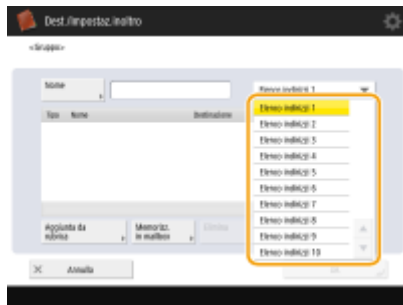 Dest./Impostaz.inoltro
<Gruppo>
Nome
Elenco indirizzi 1
Tipo Nome Destinazione
Elenco indirizzi 1
Elenco indirizzi 2
Elenco indirizzi 3
Elenco indirizzi 4
Elenco indirizzi 5
Elenco indirizzi 6
Elenco indirizzi 7
Elenco indirizzi 8
Elenco indirizzi 9
Elenco indirizzi 10
Aggiunta da
rubrica
Memorizz.
in mailbox
Elimina
Annulla
OK